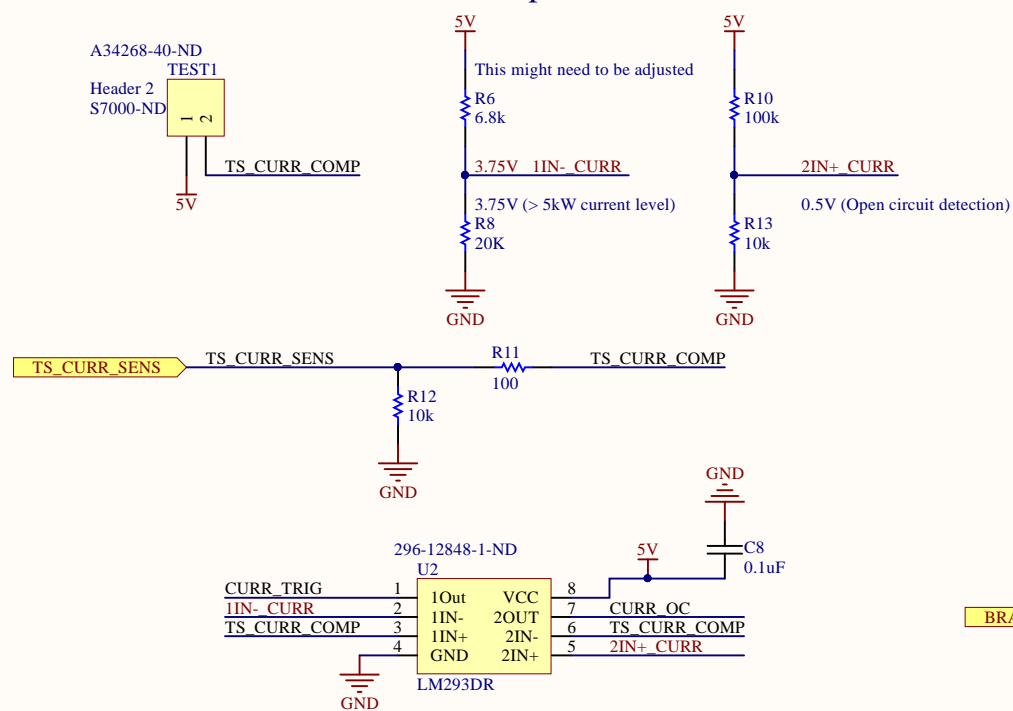 5V
5V
A34268-40-ND
TEST1
Header 2
S7000-ND
1
2
TS_CURR_COMP
5V
This might need to be adjusted
R6
6.8k
R10
100k
3.75V 1IN-_CURR
2IN+_CURR
3.75V (> 5kW current level)
0.5V (Open circuit detection)
R8
20K
R13
10k
GND
GND
TS_CURR_SENS
TS_CURR_SENS
R11
100
TS_CURR_COMP
R12
10k
GND
GND
296-12848-1-ND
U2
5V
C8
0.1uF
CURR_TRIG 1 1Out VCC 8
1IN-_CURR 2 1IN- 2OUT 7 CURR_OC
TS_CURR_COMP 3 1IN+ 2IN- 6 TS_CURR_COMP
4 GND 2IN+ 5 2IN+_CURR
LM293DR
GND
BRA